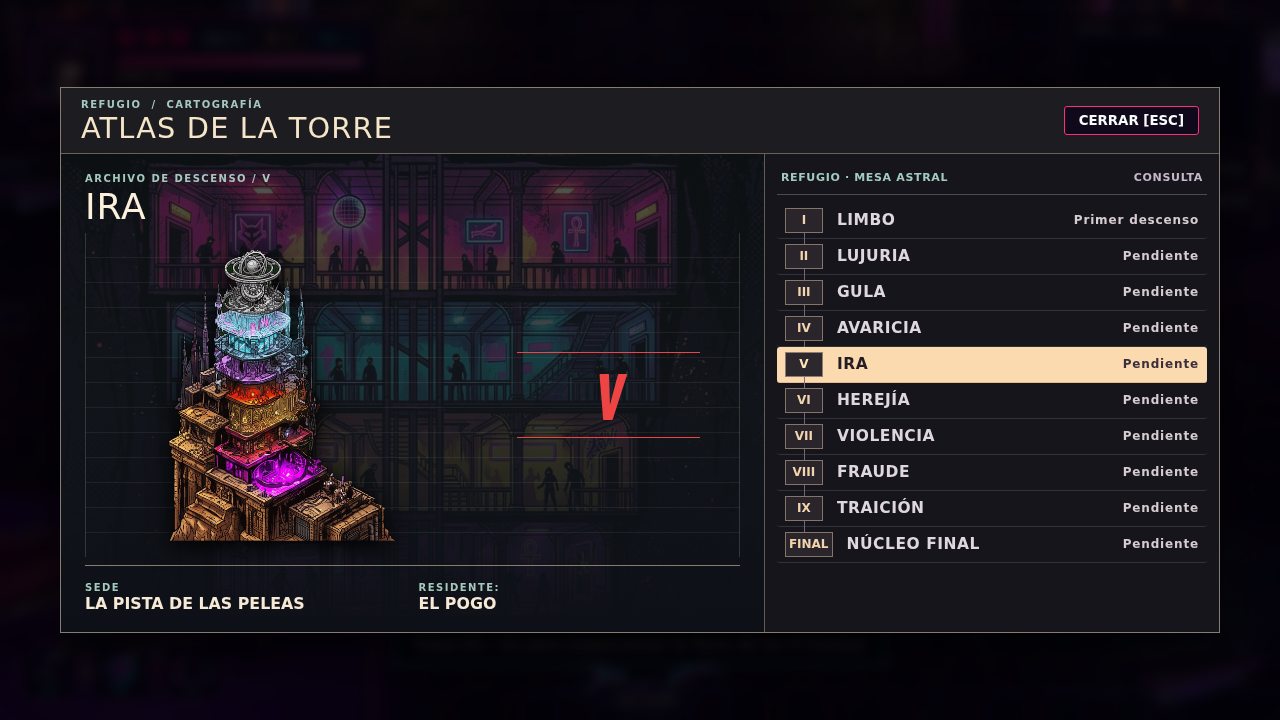 REFUGIO / CARTOGRAFÍA
ATLAS DE LA TORRE
CERRAR [ESC]
ARCHIVO DE DESCENSO / V
IRA
V
SEDE
LA PISTA DE LAS PELEAS
RESIDENTE:
EL POGO
REFUGIO · MESA ASTRAL CONSULTA
I LIMBO Primer descenso
II LUJURIA Pendiente
III GULA Pendiente
IV AVARICIA Pendiente
V IRA Pendiente
VI HEREJÍA Pendiente
VII VIOLENCIA Pendiente
VIII FRAUDE Pendiente
IX TRAICIÓN Pendiente
FINAL NÚCLEO FINAL Pendiente